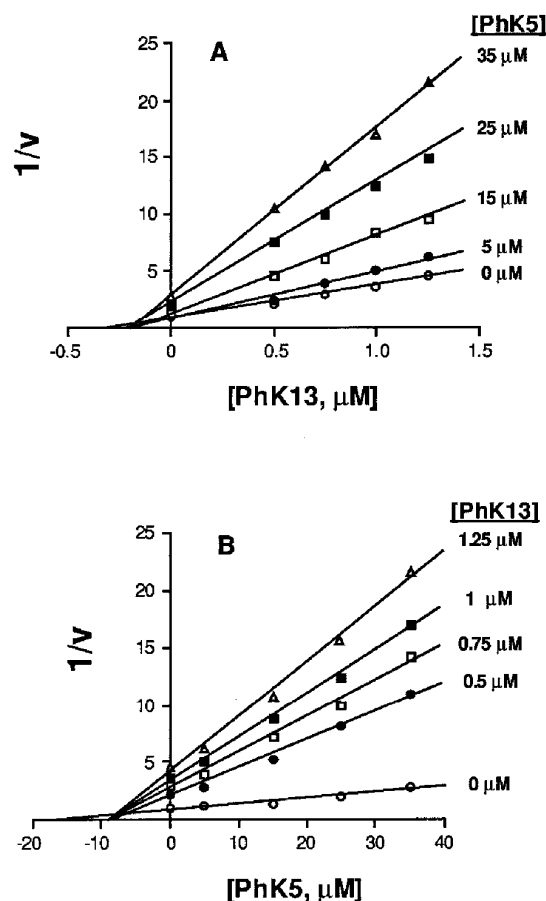 A
[PhK5]
35 µM
25 µM
15 µM
5 µM
0 µM
25
20
15
10
5
1/v
-0.5
0
0.5
1.0
1.5
[PhK13, µM]
B
[PhK13]
1.25 µM
1 µM
0.75 µM
0.5 µM
0 µM
25
20
15
10
5
1/v
-20
-10
0
10
20
30
40
[PhK5, µM]